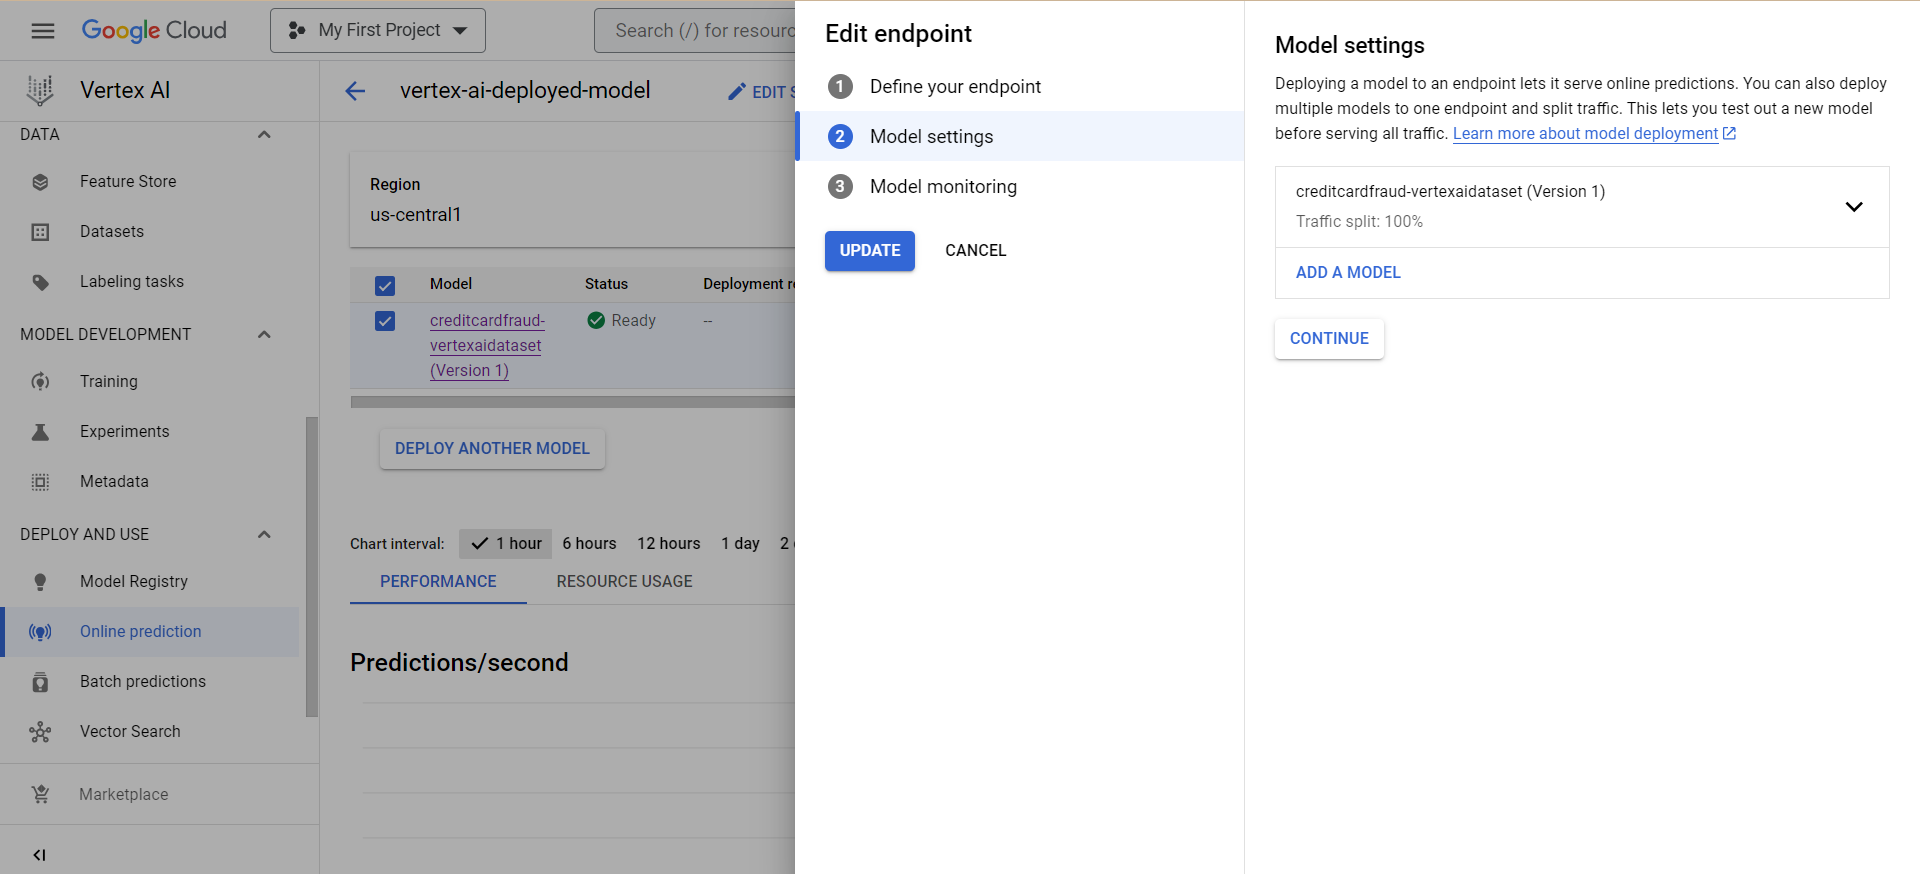 Google Cloud
My First Project
Search (/) for resourc
Vertex AI
DATA
Feature Store
Datasets
Labeling tasks
MODEL DEVELOPMENT
Training
Experiments
Metadata
DEPLOY AND USE
Model Registry
Online prediction
Batch predictions
Vector Search
Marketplace
vertex-ai-deployed-model
EDIT S
Region
us-central1
Model Status Deployment r
creditcardfraud-
vertexaidataset
(Version 1)
Ready
--
DEPLOY ANOTHER MODEL
Chart interval: 1 hour 6 hours 12 hours 1 day 2
PERFORMANCE RESOURCE USAGE
Predictions/second
Edit endpoint
1 Define your endpoint
2 Model settings
3 Model monitoring
UPDATE CANCEL
Model settings
Deploying a model to an endpoint lets it serve online predictions. You can also deploy
multiple models to one endpoint and split traffic. This lets you test out a new model
before serving all traffic. Learn more about model deployment
creditcardfraud-vertexaidataset (Version 1)
Traffic split: 100%
ADD A MODEL
CONTINUE